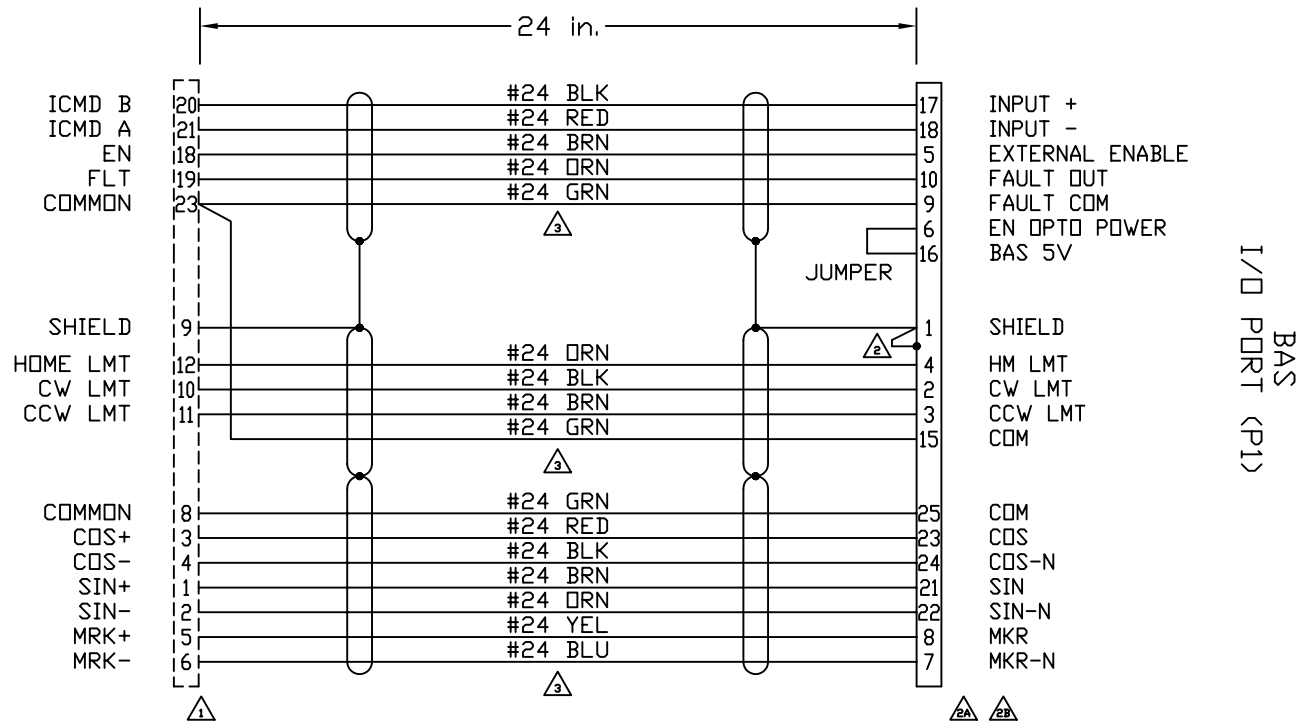 24 in.
ICMD B 20 #24 BLK 17 INPUT +
ICMD A 21 #24 RED 18 INPUT -
EN 18 #24 BRN 5 EXTERNAL ENABLE
FLT 19 #24 ORN 10 FAULT OUT
COMMON 23 #24 GRN 9 FAULT COM
3
6 EN OPTO POWER
16 BAS 5V
JUMPER
SHIELD 9 1 SHIELD
2
HOME LMT 12 #24 ORN 4 HM LMT
CW LMT 10 #24 BLK 2 CW LMT
CCW LMT 11 #24 BRN 3 CCW LMT
#24 GRN 15 COM
3
COMMON 8 #24 GRN 25 COM
COS+ 3 #24 RED 23 COS
COS- 4 #24 BLK 24 COS-N
SIN+ 1 #24 BRN 21 SIN
SIN- 2 #24 ORN 22 SIN-N
MRK+ 5 #24 YEL 8 MKR
MRK- 6 #24 BLU 7 MKR-N
3
1
2A 2B
BAS
I/O PORT (P1)